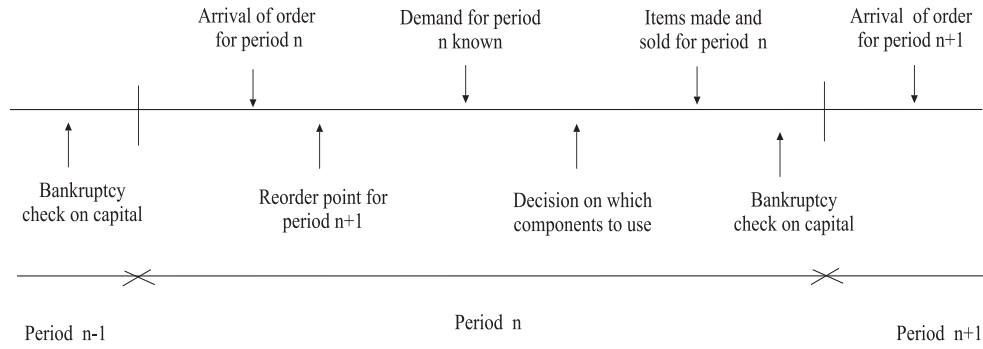 Arrival of order
for period n
Demand for period
n known
Items made and
sold for period n
Arrival of order
for period n+1
Bankruptcy
check on capital
Reorder point for
period n+1
Decision on which
components to use
Bankruptcy
check on capital
Period n-1
Period n
Period n+1